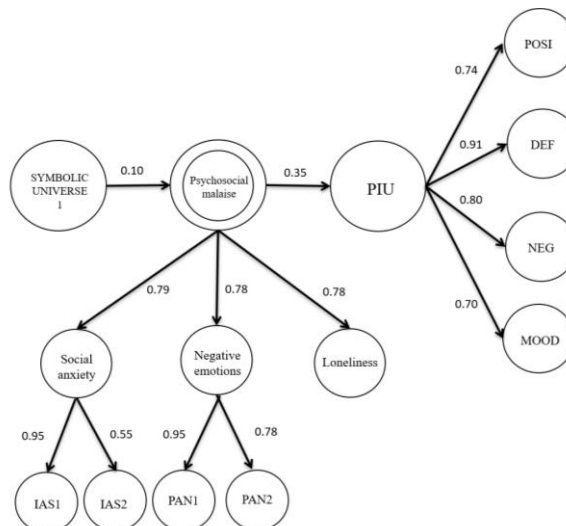 POSI
0.74
SYMBOLIC
UNIVERSE
1
0.10
Psychosocial
malaise
0.35
PIU
0.91
DEF
0.80
NEG
0.70
MOOD
0.79
0.78
0.78
Social
anxiety
Negative
emotions
Loneliness
0.95
0.55
0.95
0.78
IAS1
IAS2
PAN1
PAN2